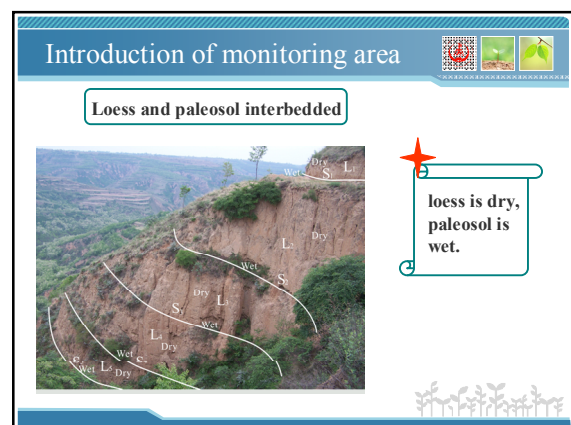 Introduction of monitoring area
Loess and paleosol interbedded
Dry
Wet
S1
L1
loess is dry,
paleosol is
wet.
L2
Dry
Wet
S2
Dry
L3
S3
Wet
L4
Dry
Wet
Wet
L5
Dry